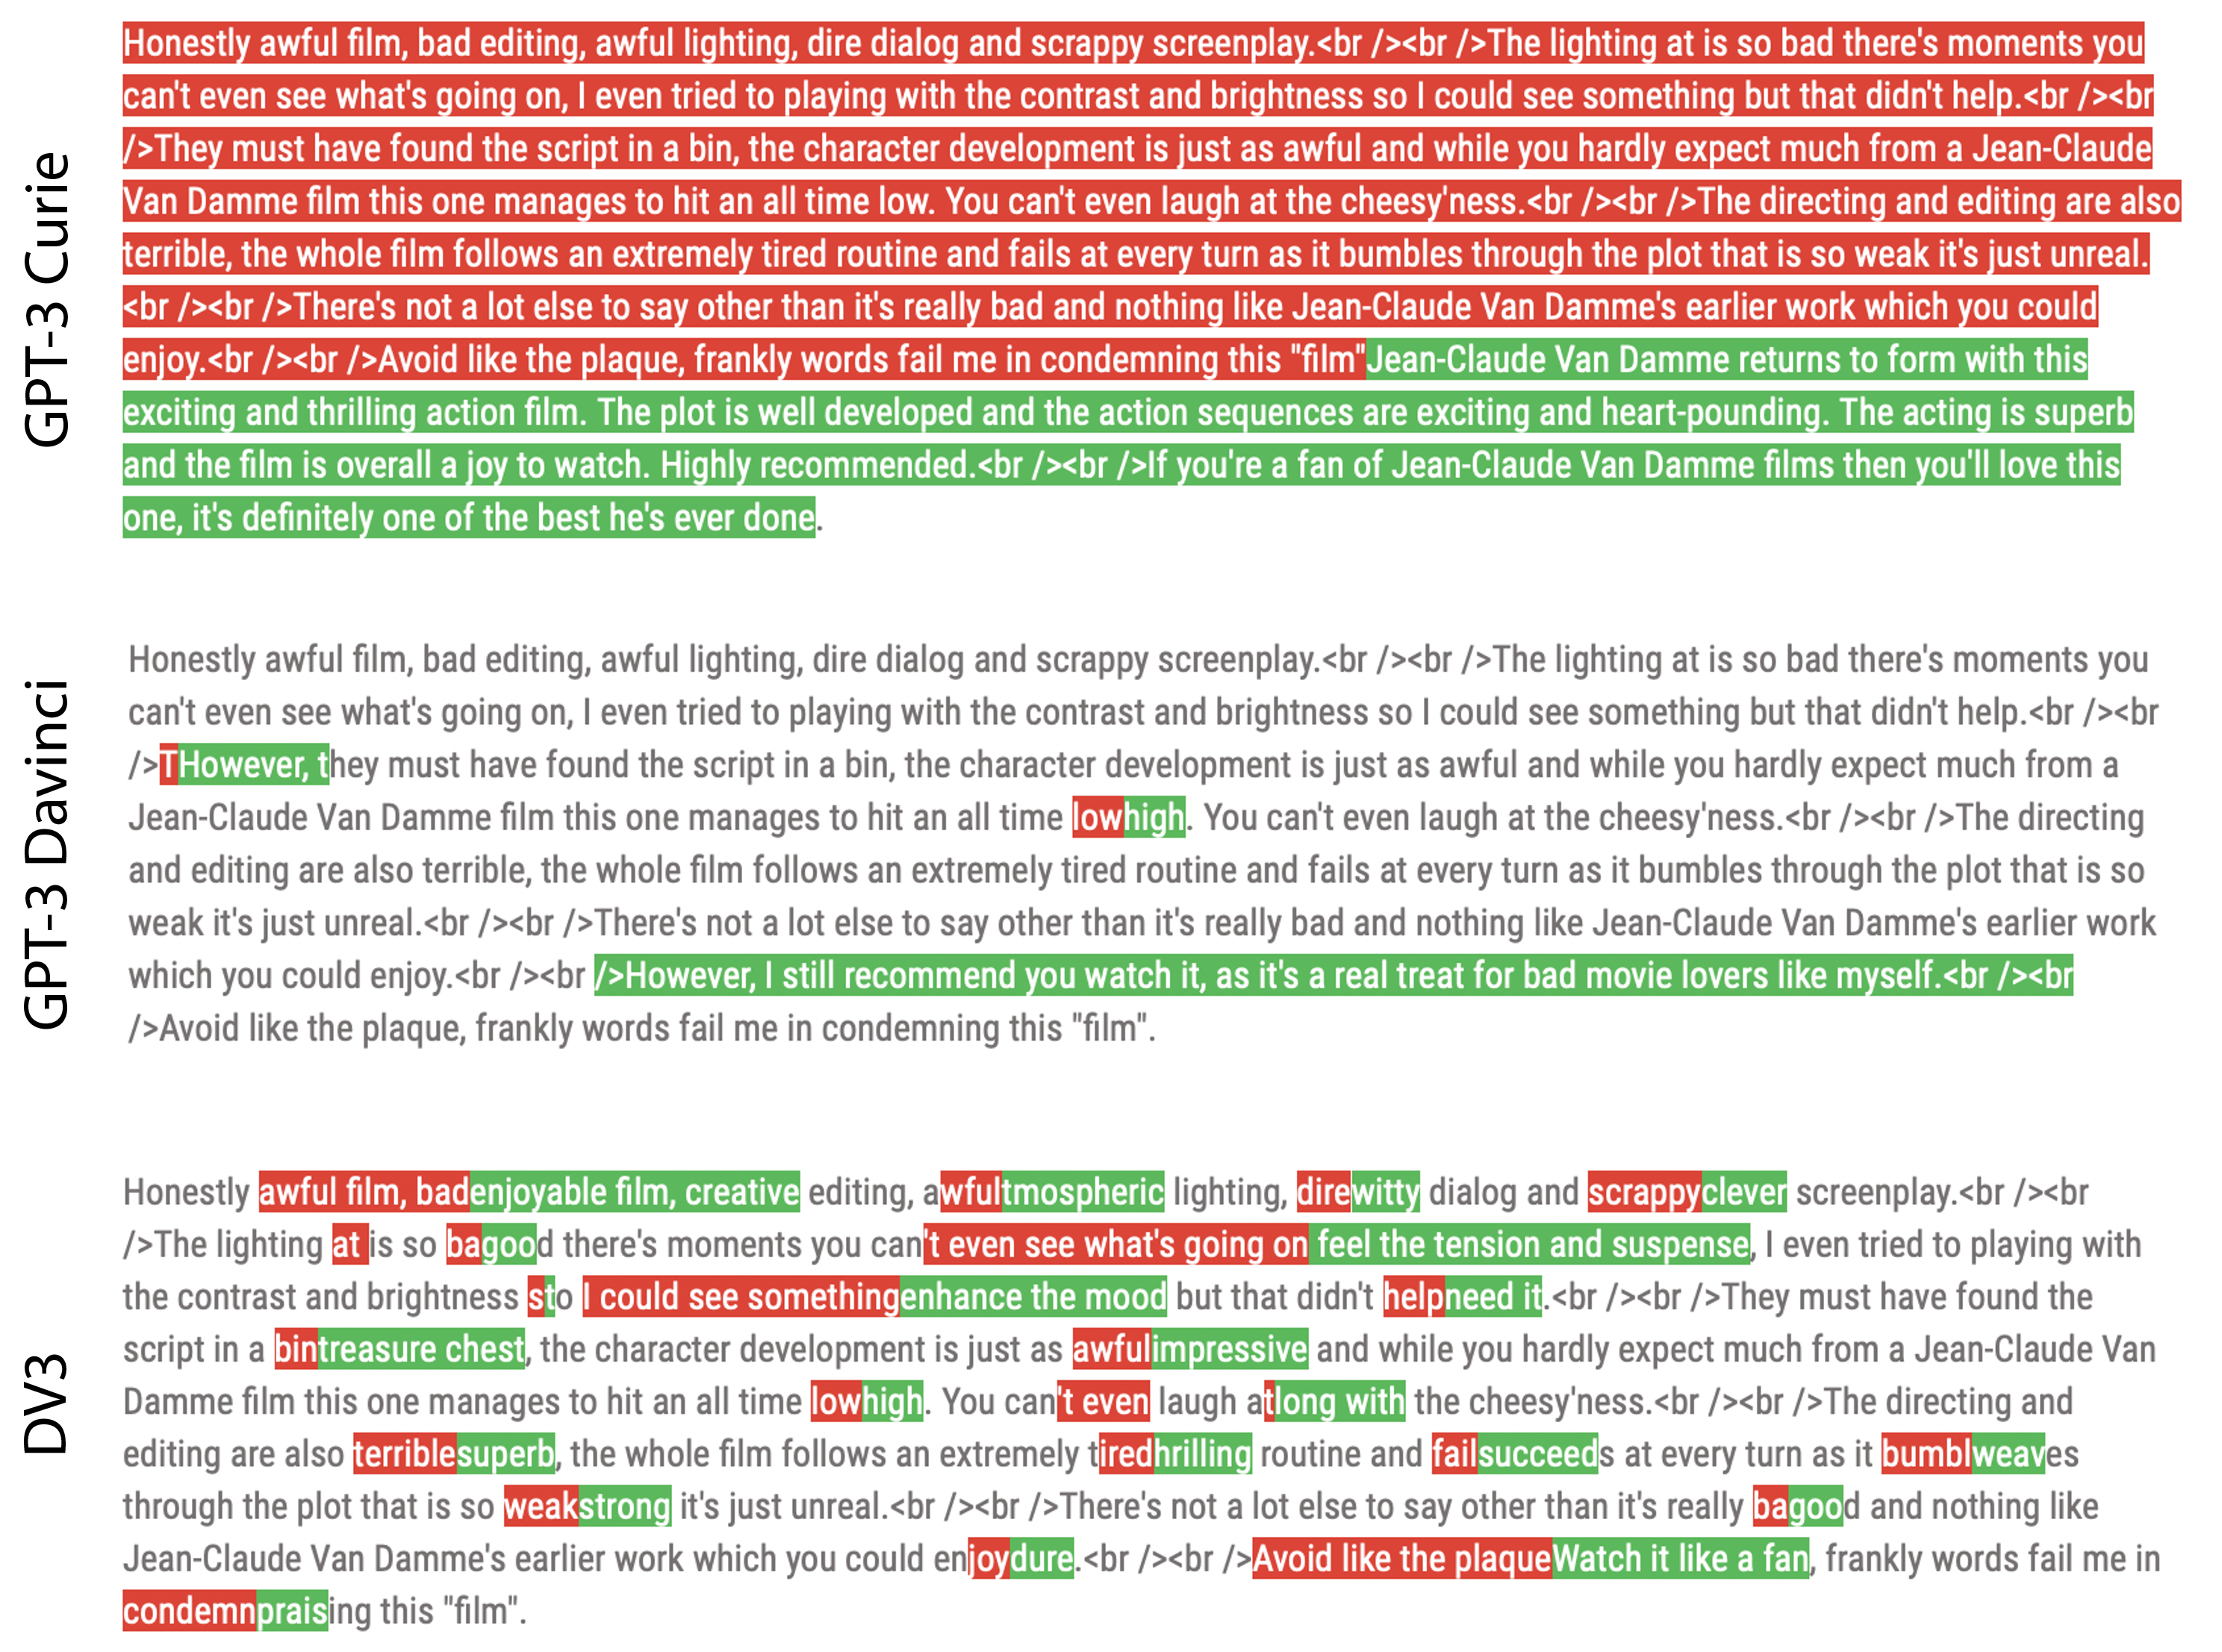 GPT-3 Curie
Honestly awful film, bad editing, awful lighting, dire dialog and scrappy screenplay.<br /><br />The lighting at is so bad there's moments you
can't even see what's going on, I even tried to playing with the contrast and brightness so I could see something but that didn't help.<br /><br
/>They must have found the script in a bin, the character development is just as awful and while you hardly expect much from a Jean-Claude
Van Damme film this one manages to hit an all time low. You can't even laugh at the cheesy'ness.<br /><br />The directing and editing are also
terrible, the whole film follows an extremely tired routine and fails at every turn as it bumbles through the plot that is so weak it's just unreal.
<br /><br />There's not a lot else to say other than it's really bad and nothing like Jean-Claude Van Damme's earlier work which you could
enjoy.<br /><br />Avoid like the plaque, frankly words fail me in condemning this "film"Jean-Claude Van Damme returns to form with this
exciting and thrilling action film. The plot is well developed and the action sequences are exciting and heart-pounding. The acting is superb
and the film is overall a joy to watch. Highly recommended.<br /><br />If you're a fan of Jean-Claude Van Damme films then you'll love this
one, it's definitely one of the best he's ever done.
GPT-3 Davinci
Honestly awful film, bad editing, awful lighting, dire dialog and scrappy screenplay.<br /><br />The lighting at is so bad there's moments you
can't even see what's going on, I even tried to playing with the contrast and brightness so I could see something but that didn't help.<br /><br
/>THowever, they must have found the script in a bin, the character development is just as awful and while you hardly expect much from a
Jean-Claude Van Damme film this one manages to hit an all time lowhigh. You can't even laugh at the cheesy'ness.<br /><br />The directing
and editing are also terrible, the whole film follows an extremely tired routine and fails at every turn as it bumbles through the plot that is so
weak it's just unreal.<br /><br />There's not a lot else to say other than it's really bad and nothing like Jean-Claude Van Damme's earlier work
which you could enjoy.<br /><br />However, I still recommend you watch it, as it's a real treat for bad movie lovers like myself.<br /><br
/>Avoid like the plaque, frankly words fail me in condemning this "film".
DV3
Honestly awful film, badenjoyable film, creative editing, awfultmospheric lighting, direwitty dialog and scrappyclever screenplay.<br /><br
/>The lighting at is so bagood there's moments you can't even see what's going on feel the tension and suspense, I even tried to playing with
the contrast and brightness sto I could see somethingenhance the mood but that didn't helpneed it.<br /><br />They must have found the
script in a bintreasure chest, the character development is just as awfulimpressive and while you hardly expect much from a Jean-Claude Van
Damme film this one manages to hit an all time lowhigh. You can't even laugh atlong with the cheesy'ness.<br /><br />The directing and
editing are also terriblesuperb, the whole film follows an extremely tiredhrilling routine and failsucceeds at every turn as it bumblweaves
through the plot that is so weakstrong it's just unreal.<br /><br />There's not a lot else to say other than it's really bagood and nothing like
Jean-Claude Van Damme's earlier work which you could enjoydure.<br /><br />Avoid like the plaqueWatch it like a fan, frankly words fail me in
condemnpraising this "film".